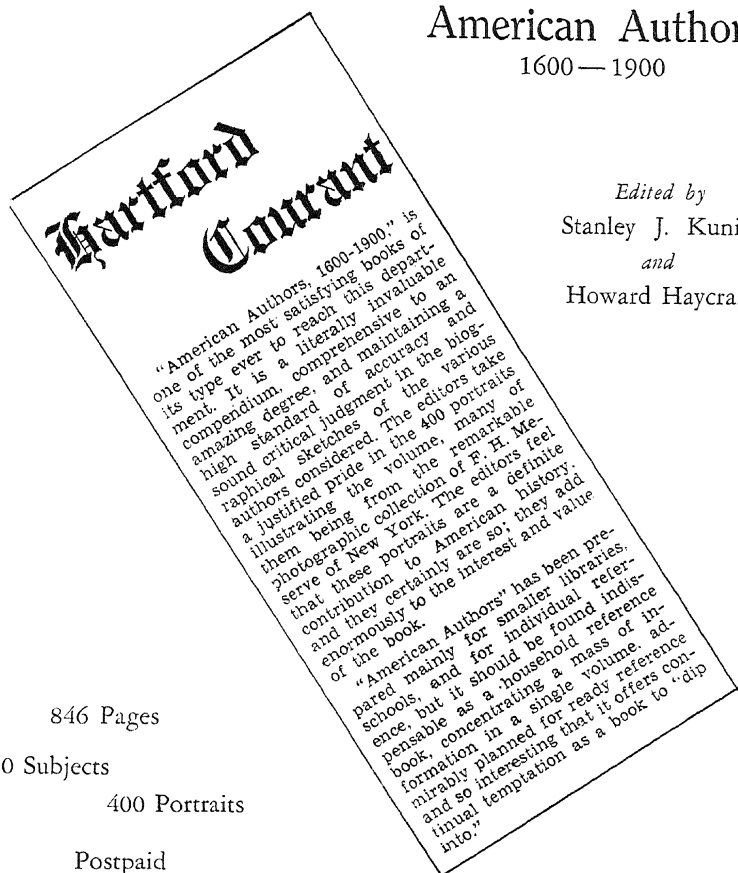 American Author
1600 — 1900
Edited by
Stanley J. Kuni
and
Howard Haycra
Hartford
Courant
"American Authors, 1600-1900," is
one of the most satisfying books of
its type ever to reach this depart-
ment. It is a literally invaluable
compendium, comprehensive to an
amazing degree, and maintaining a
high standard of accuracy and
sound critical judgment in the biog-
raphical sketches of the various
authors considered. The editors take
a justified pride in the 400 portraits
illustrating the volume, many of
them being from the remarkable
photographic collection of F. H. Me-
serve of New York. The editors feel
that these portraits are a definite
contribution to American history,
and they certainly are so; they add
enormously to the interest and value
of the book.
"American Authors" has been pre-
pared mainly for smaller libraries,
schools, and for individual refer-
ence, but it should be found indis-
pensable as a household reference
book, concentrating a mass of in-
formation in a single volume, ad-
mirably planned for ready reference
and so interesting that it offers con-
tinual temptation as a book to "dip
into."
846 Pages
0 Subjects
400 Portraits
Postpaid